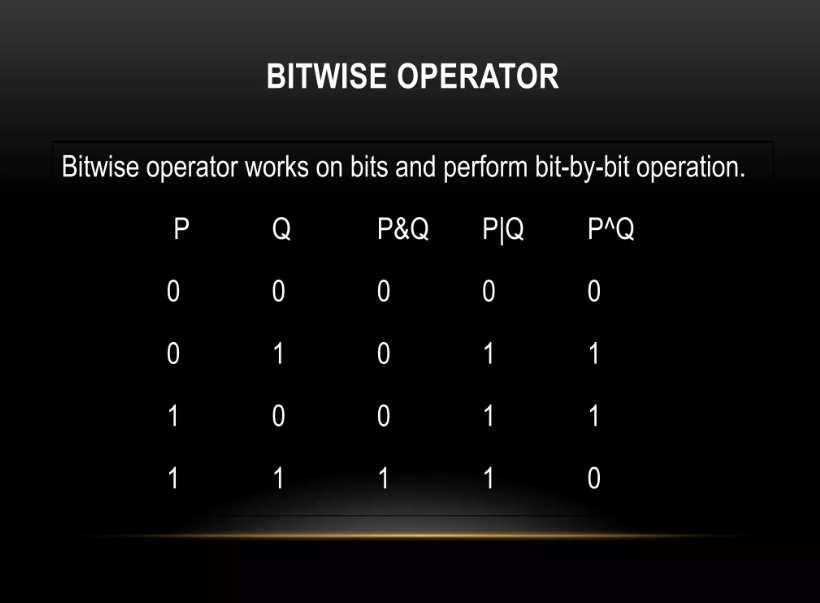 BITWISE OPERATOR
Bitwise operator works on bits and perform bit-by-bit operation.
P Q P&Q P|Q P^Q
0 0 0 0 0
0 1 0 1 1
1 0 0 1 1
1 1 1 1 0